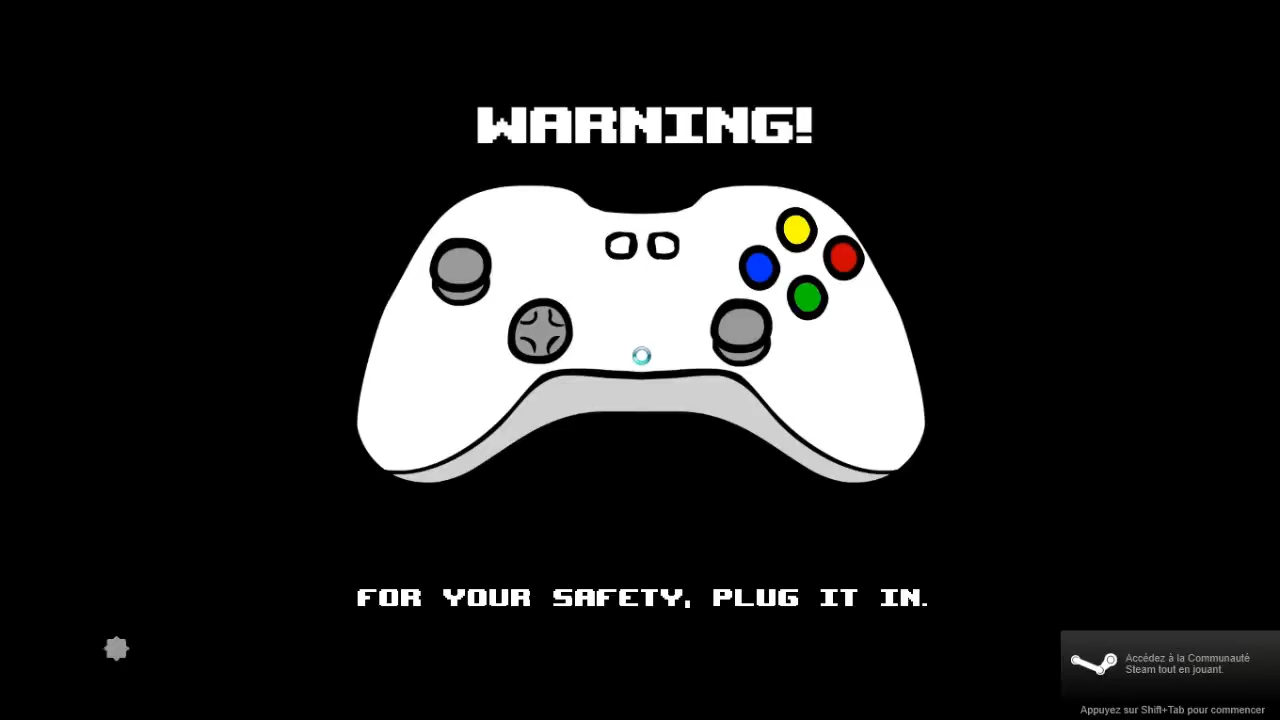 WARNING!
FOR YOUR SAFETY, PLUG IT IN.
Accédez à la Communauté
Steam tout en jouant.
Appuyez sur Shift+Tab pour commencer